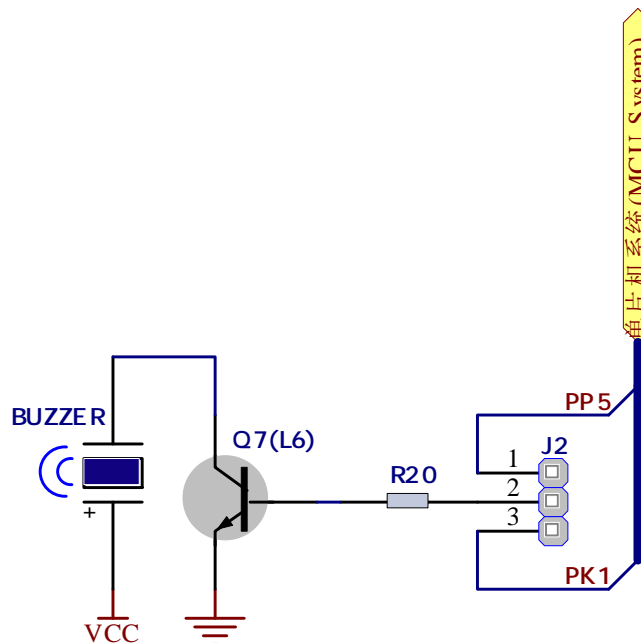 单片机系统(MCU System)
PP5
BUZZER
Q7(L6)
J2
R20
1
2
3
+
PK1
VCC